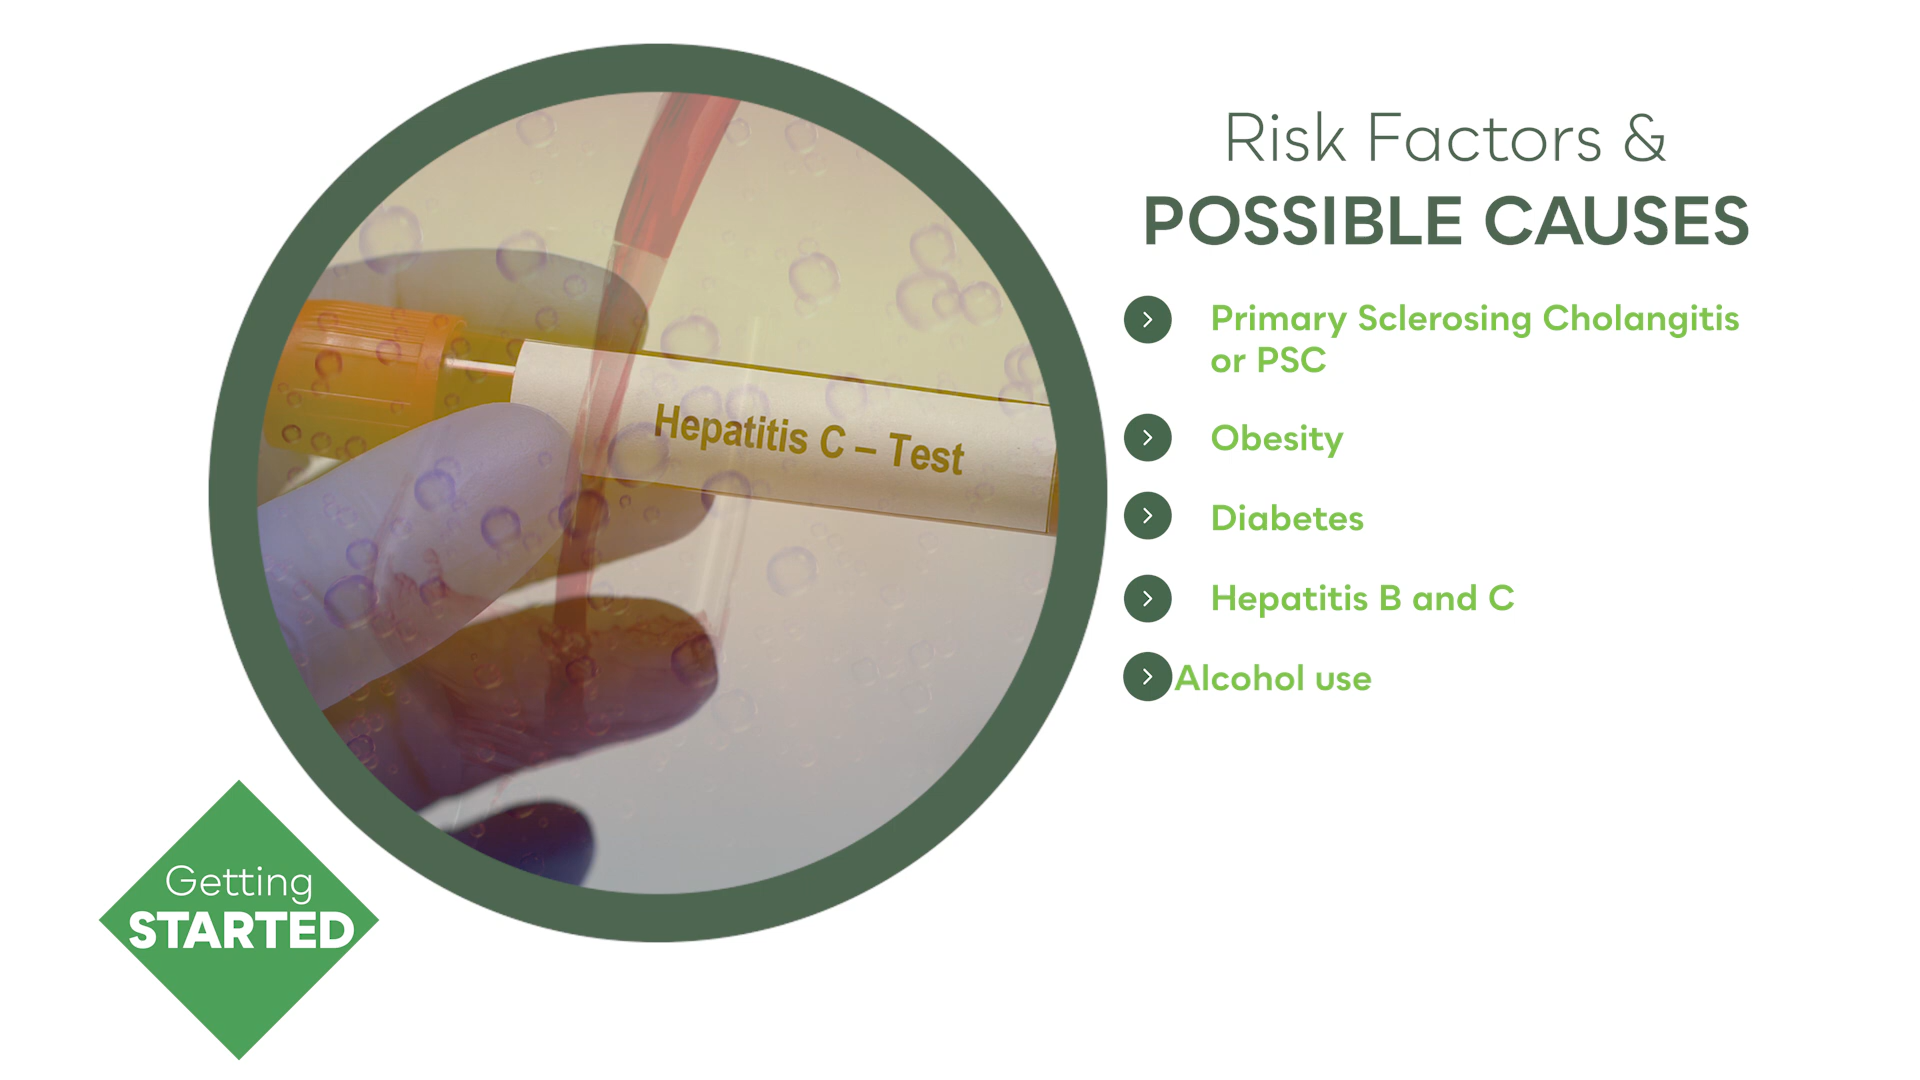 Risk Factors &
POSSIBLE CAUSES
Primary Sclerosing Cholangitis
or PSC
Obesity
Diabetes
Hepatitis B and C
Alcohol use
Hepatitis C – Test
Getting
STARTED